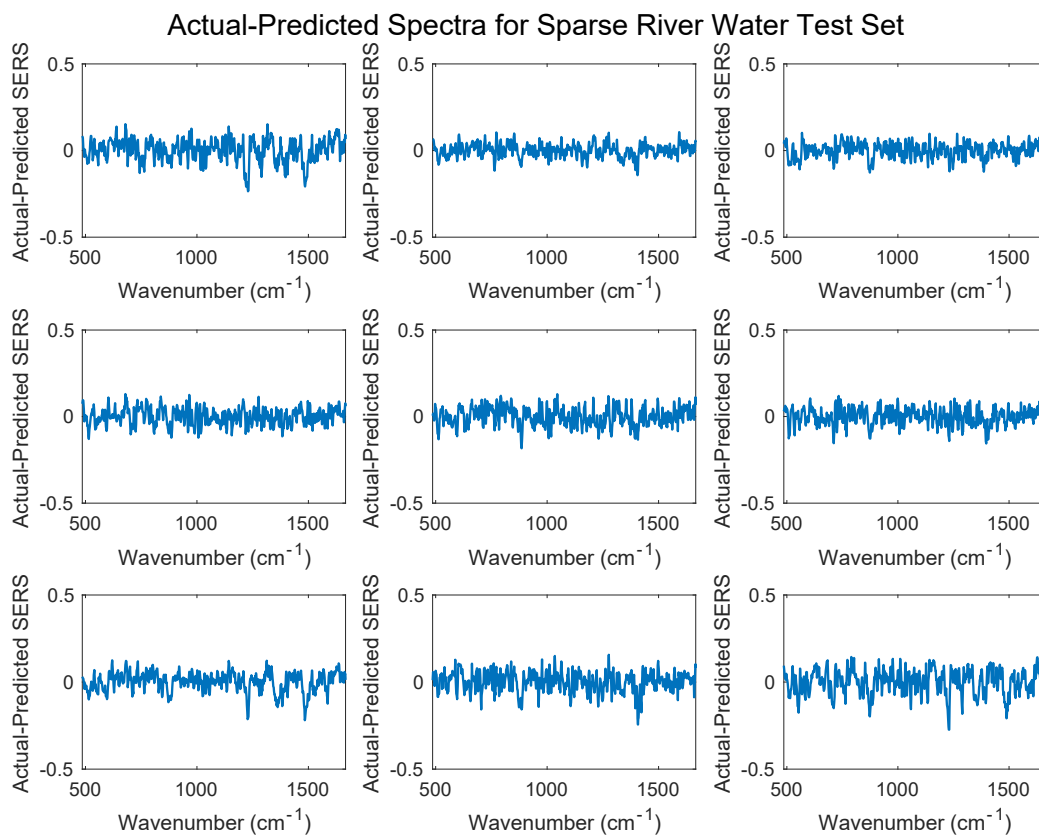 Actual-Predicted Spectra for Sparse River Water Test Set
Actual-Predicted SERS
0.5
0
-0.5
500 1000 1500
Wavenumber (cm⁻¹)
Actual-Predicted SERS
0.5
0
-0.5
500 1000 1500
Wavenumber (cm⁻¹)
Actual-Predicted SERS
0.5
0
-0.5
500 1000 1500
Wavenumber (cm⁻¹)
Actual-Predicted SERS
0.5
0
-0.5
500 1000 1500
Wavenumber (cm⁻¹)
Actual-Predicted SERS
0.5
0
-0.5
500 1000 1500
Wavenumber (cm⁻¹)
Actual-Predicted SERS
0.5
0
-0.5
500 1000 1500
Wavenumber (cm⁻¹)
Actual-Predicted SERS
0.5
0
-0.5
500 1000 1500
Wavenumber (cm⁻¹)
Actual-Predicted SERS
0.5
0
-0.5
500 1000 1500
Wavenumber (cm⁻¹)
Actual-Predicted SERS
0.5
0
-0.5
500 1000 1500
Wavenumber (cm⁻¹)